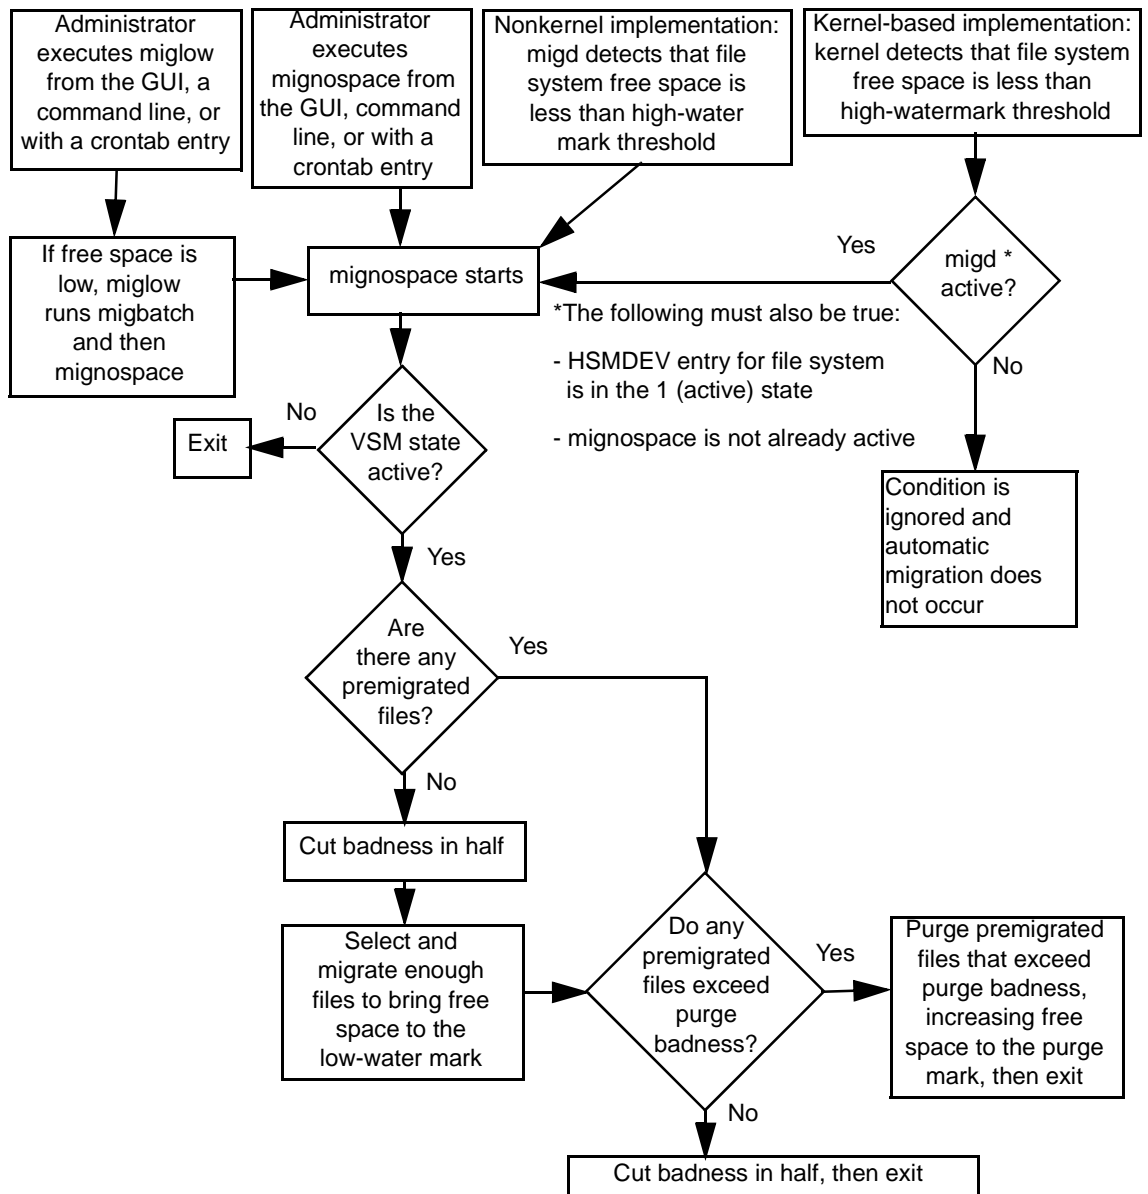 Administrator
executes miglow
from the GUI, a
command line, or
with a crontab entry
Administrator
executes
mignospace from
the GUI, command
line, or with a
crontab entry
Nonkernel implementation:
migd detects that file
system free space is
less than high-water
mark threshold
Kernel-based implementation:
kernel detects that file system
free space is less than
high-watermark threshold
If free space is
low, miglow
runs migbatch
and then
mignospace
mignospace starts
Yes
migd *
active?
No
*The following must also be true:
- HSMDEV entry for file system
is in the 1 (active) state
- mignospace is not already active
Condition is
ignored and
automatic
migration does
not occur
Is the
VSM state
active?
No
Exit
Yes
Are
there any
premigrated
files?
Yes
No
Cut badness in half
Select and
migrate enough
files to bring free
space to the
low-water mark
Do any
premigrated
files exceed
purge
badness?
Yes
Purge premigrated
files that exceed
purge badness,
increasing free
space to the purge
mark, then exit
No
Cut badness in half, then exit